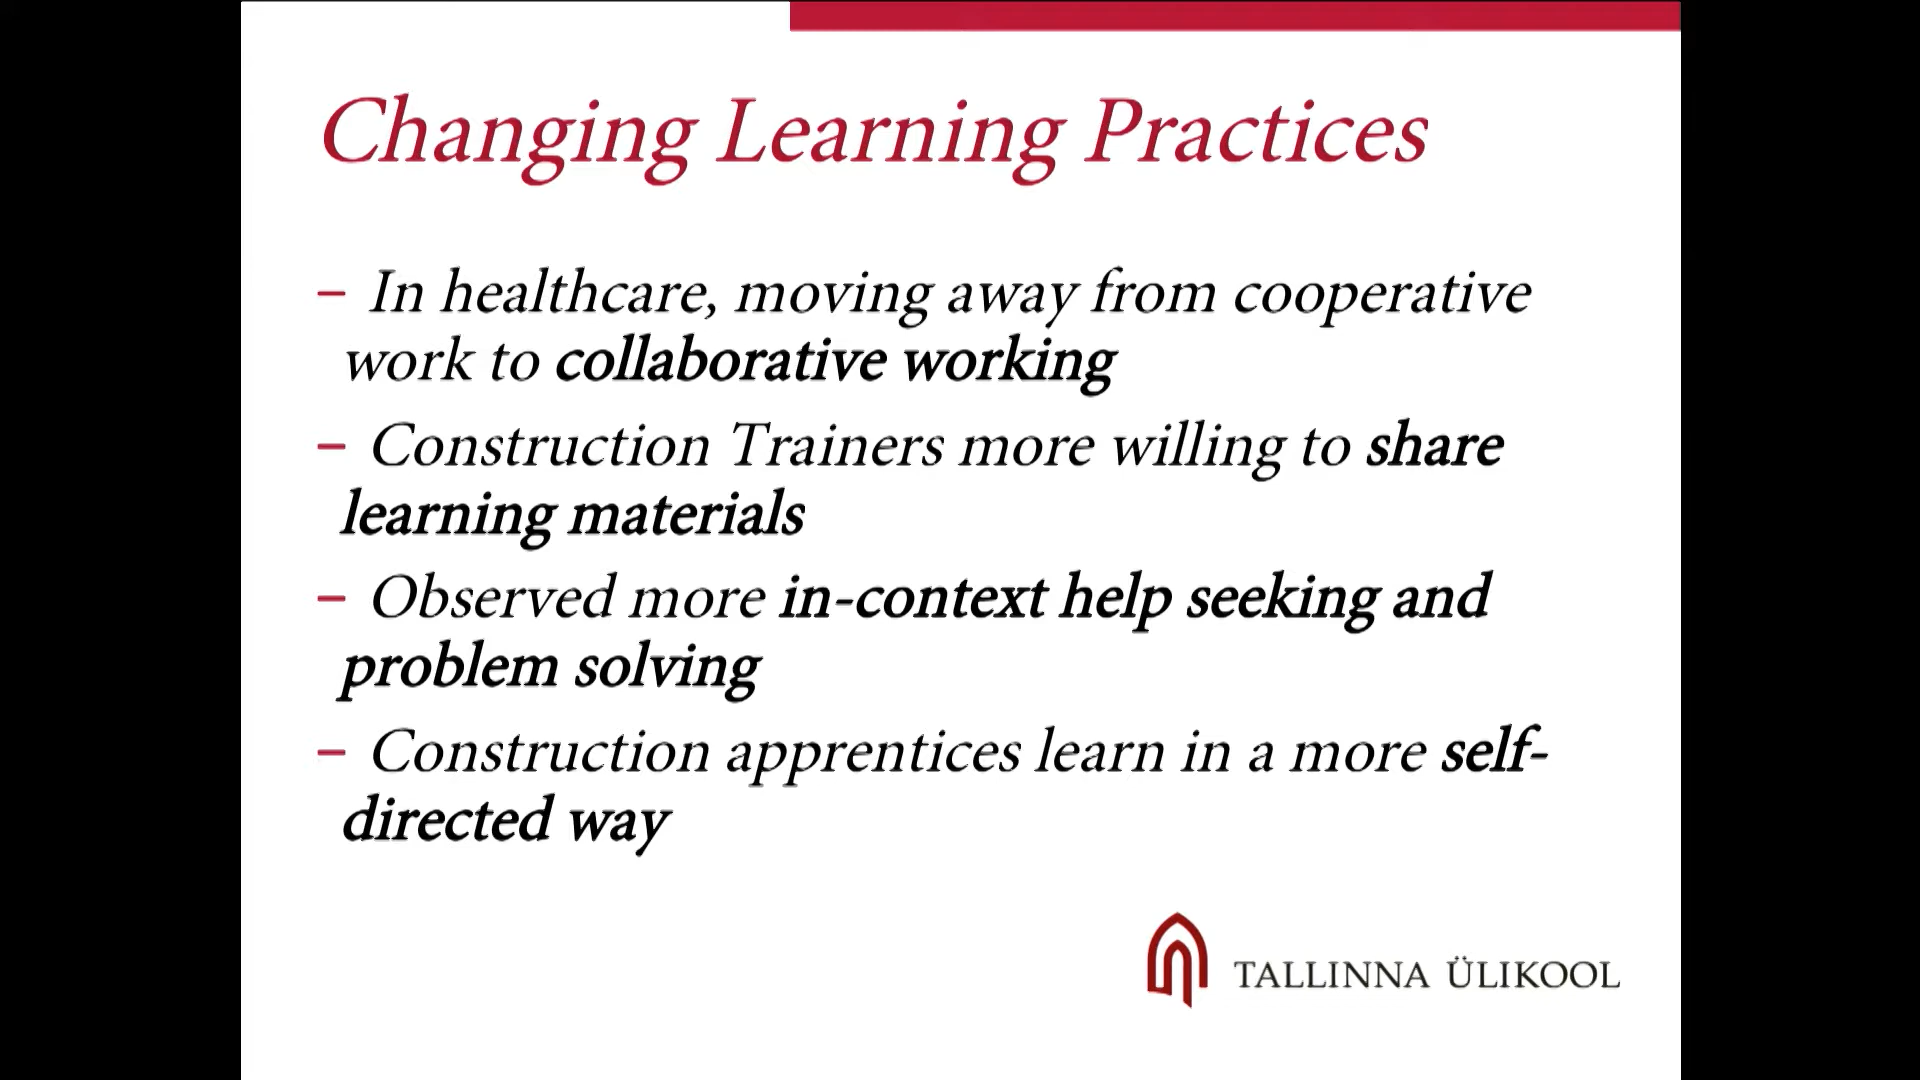 Changing Learning Practices
– In healthcare, moving away from cooperative
work to collaborative working
– Construction Trainers more willing to share
learning materials
– Observed more in-context help seeking and
problem solving
– Construction apprentices learn in a more self-
directed way
TALLINNA ÜLIKOOL